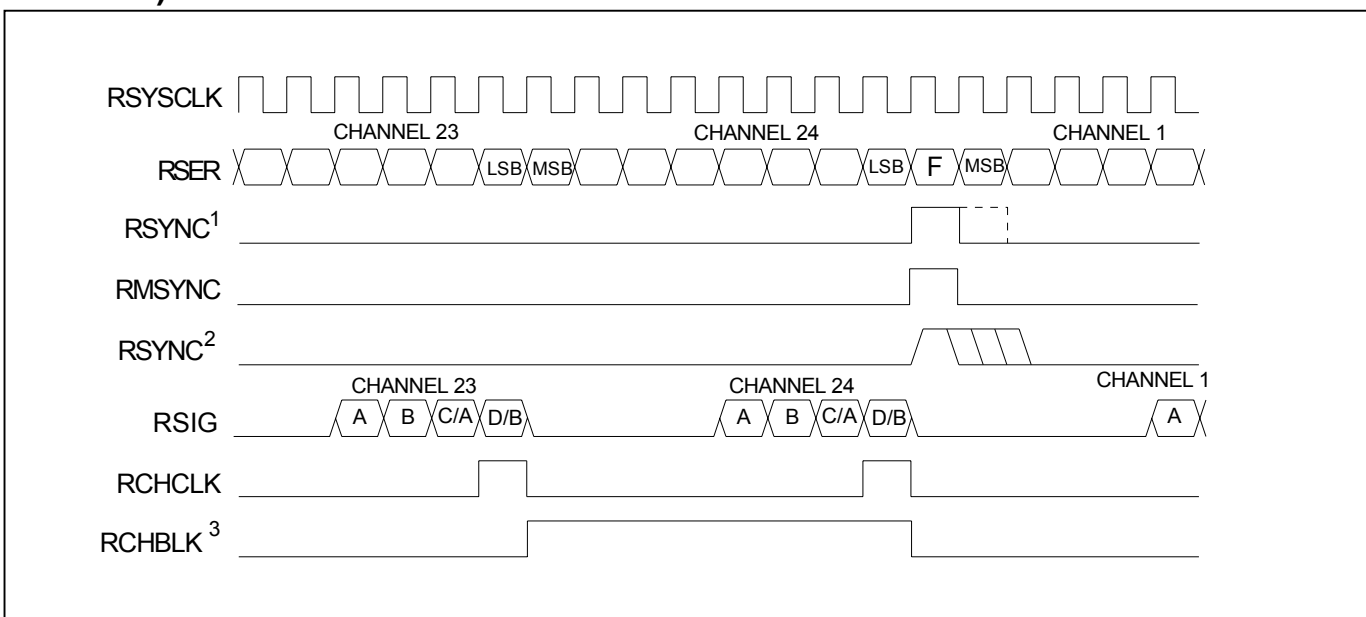 RSYSCLK
CHANNEL 23 CHANNEL 24 CHANNEL 1
RSER LSB MSB LSB F MSB
RSYNC1
RMSYNC
RSYNC2
CHANNEL 23 CHANNEL 24 CHANNEL 1
RSIG A B C/A D/B A B C/A D/B A
RCHCLK
RCHBLK 3